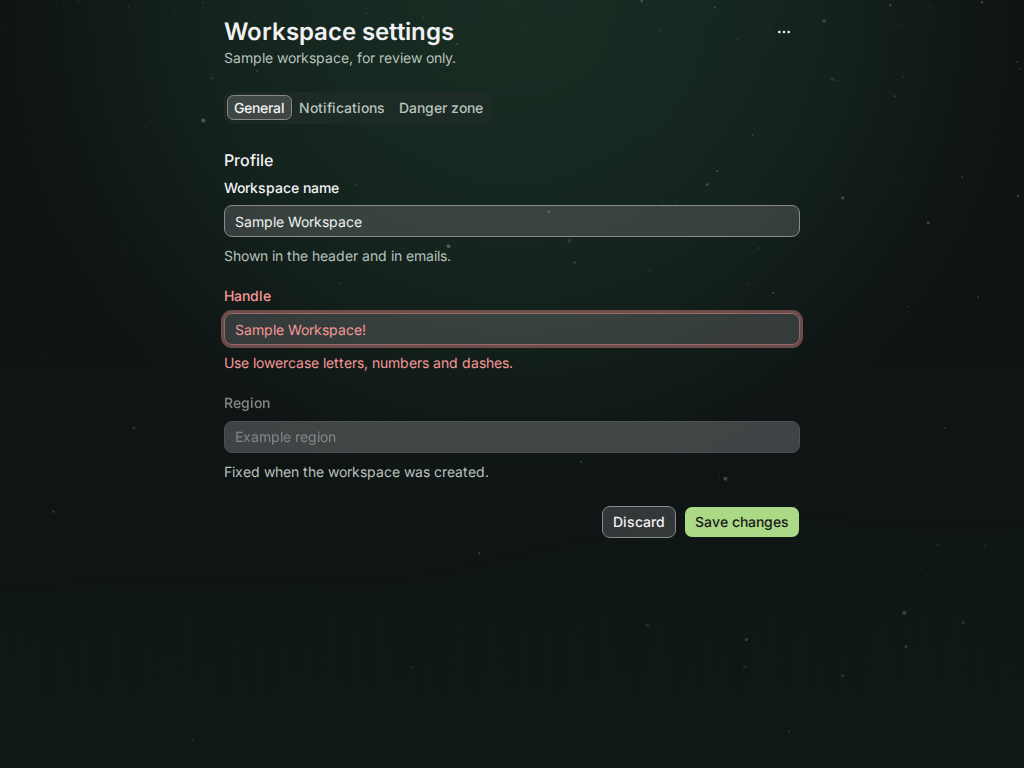 Workspace settings
Sample workspace, for review only.
General Notifications Danger zone
Profile
Workspace name
Sample Workspace
Shown in the header and in emails.
Handle
Sample Workspace!
Use lowercase letters, numbers and dashes.
Region
Example region
Fixed when the workspace was created.
Discard Save changes